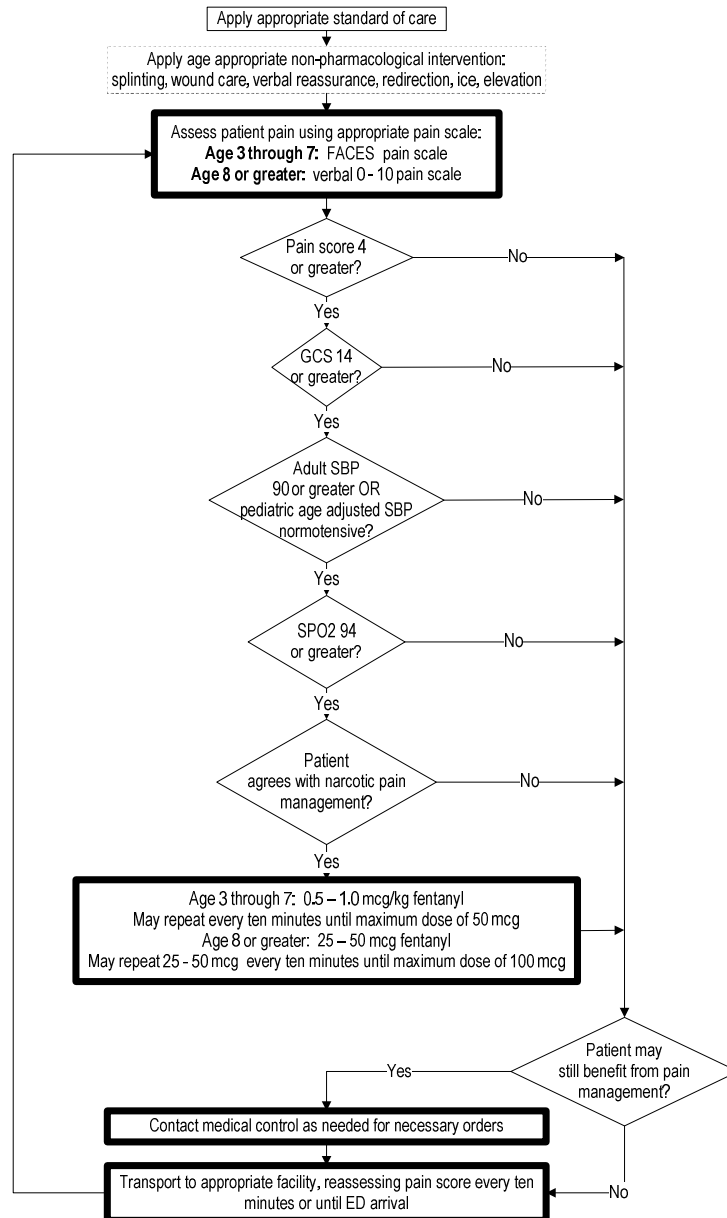 Apply appropriate standard of care
Apply age appropriate non-pharmacological intervention:
splinting, wound care, verbal reassurance, redirection, ice, elevation
Assess patient pain using appropriate pain scale:
Age 3 through 7: FACES pain scale
Age 8 or greater: verbal 0 - 10 pain scale
Pain score 4
or greater?
No
Yes
GCS 14
or greater?
No
Yes
Adult SBP
90 or greater OR
pediatric age adjusted SBP
normotensive?
No
Yes
SPO2 94
or greater?
No
Yes
Patient
agrees with narcotic pain
management?
No
Yes
Age 3 through 7: 0.5 – 1.0 mcg/kg fentanyl
May repeat every ten minutes until maximum dose of 50 mcg
Age 8 or greater: 25 – 50 mcg fentanyl
May repeat 25 - 50 mcg every ten minutes until maximum dose of 100 mcg
Patient may
still benefit from pain
management?
Yes
Contact medical control as needed for necessary orders
Transport to appropriate facility, reassessing pain score every ten
minutes or until ED arrival
No